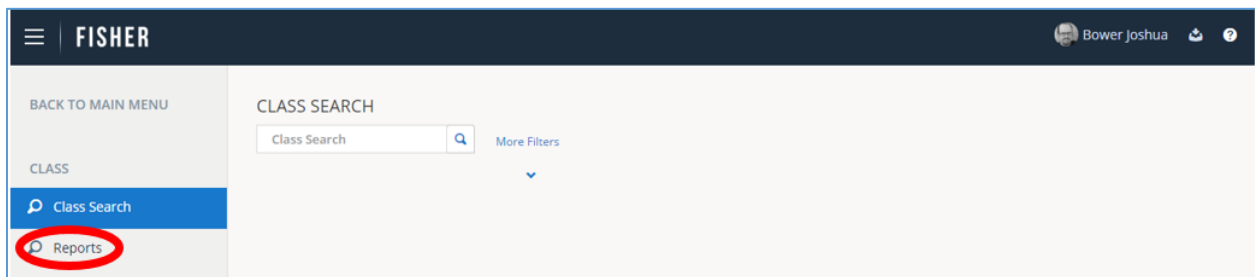 FISHER
Bower Joshua
BACK TO MAIN MENU
CLASS
Class Search
Reports
CLASS SEARCH
Class Search
More Filters